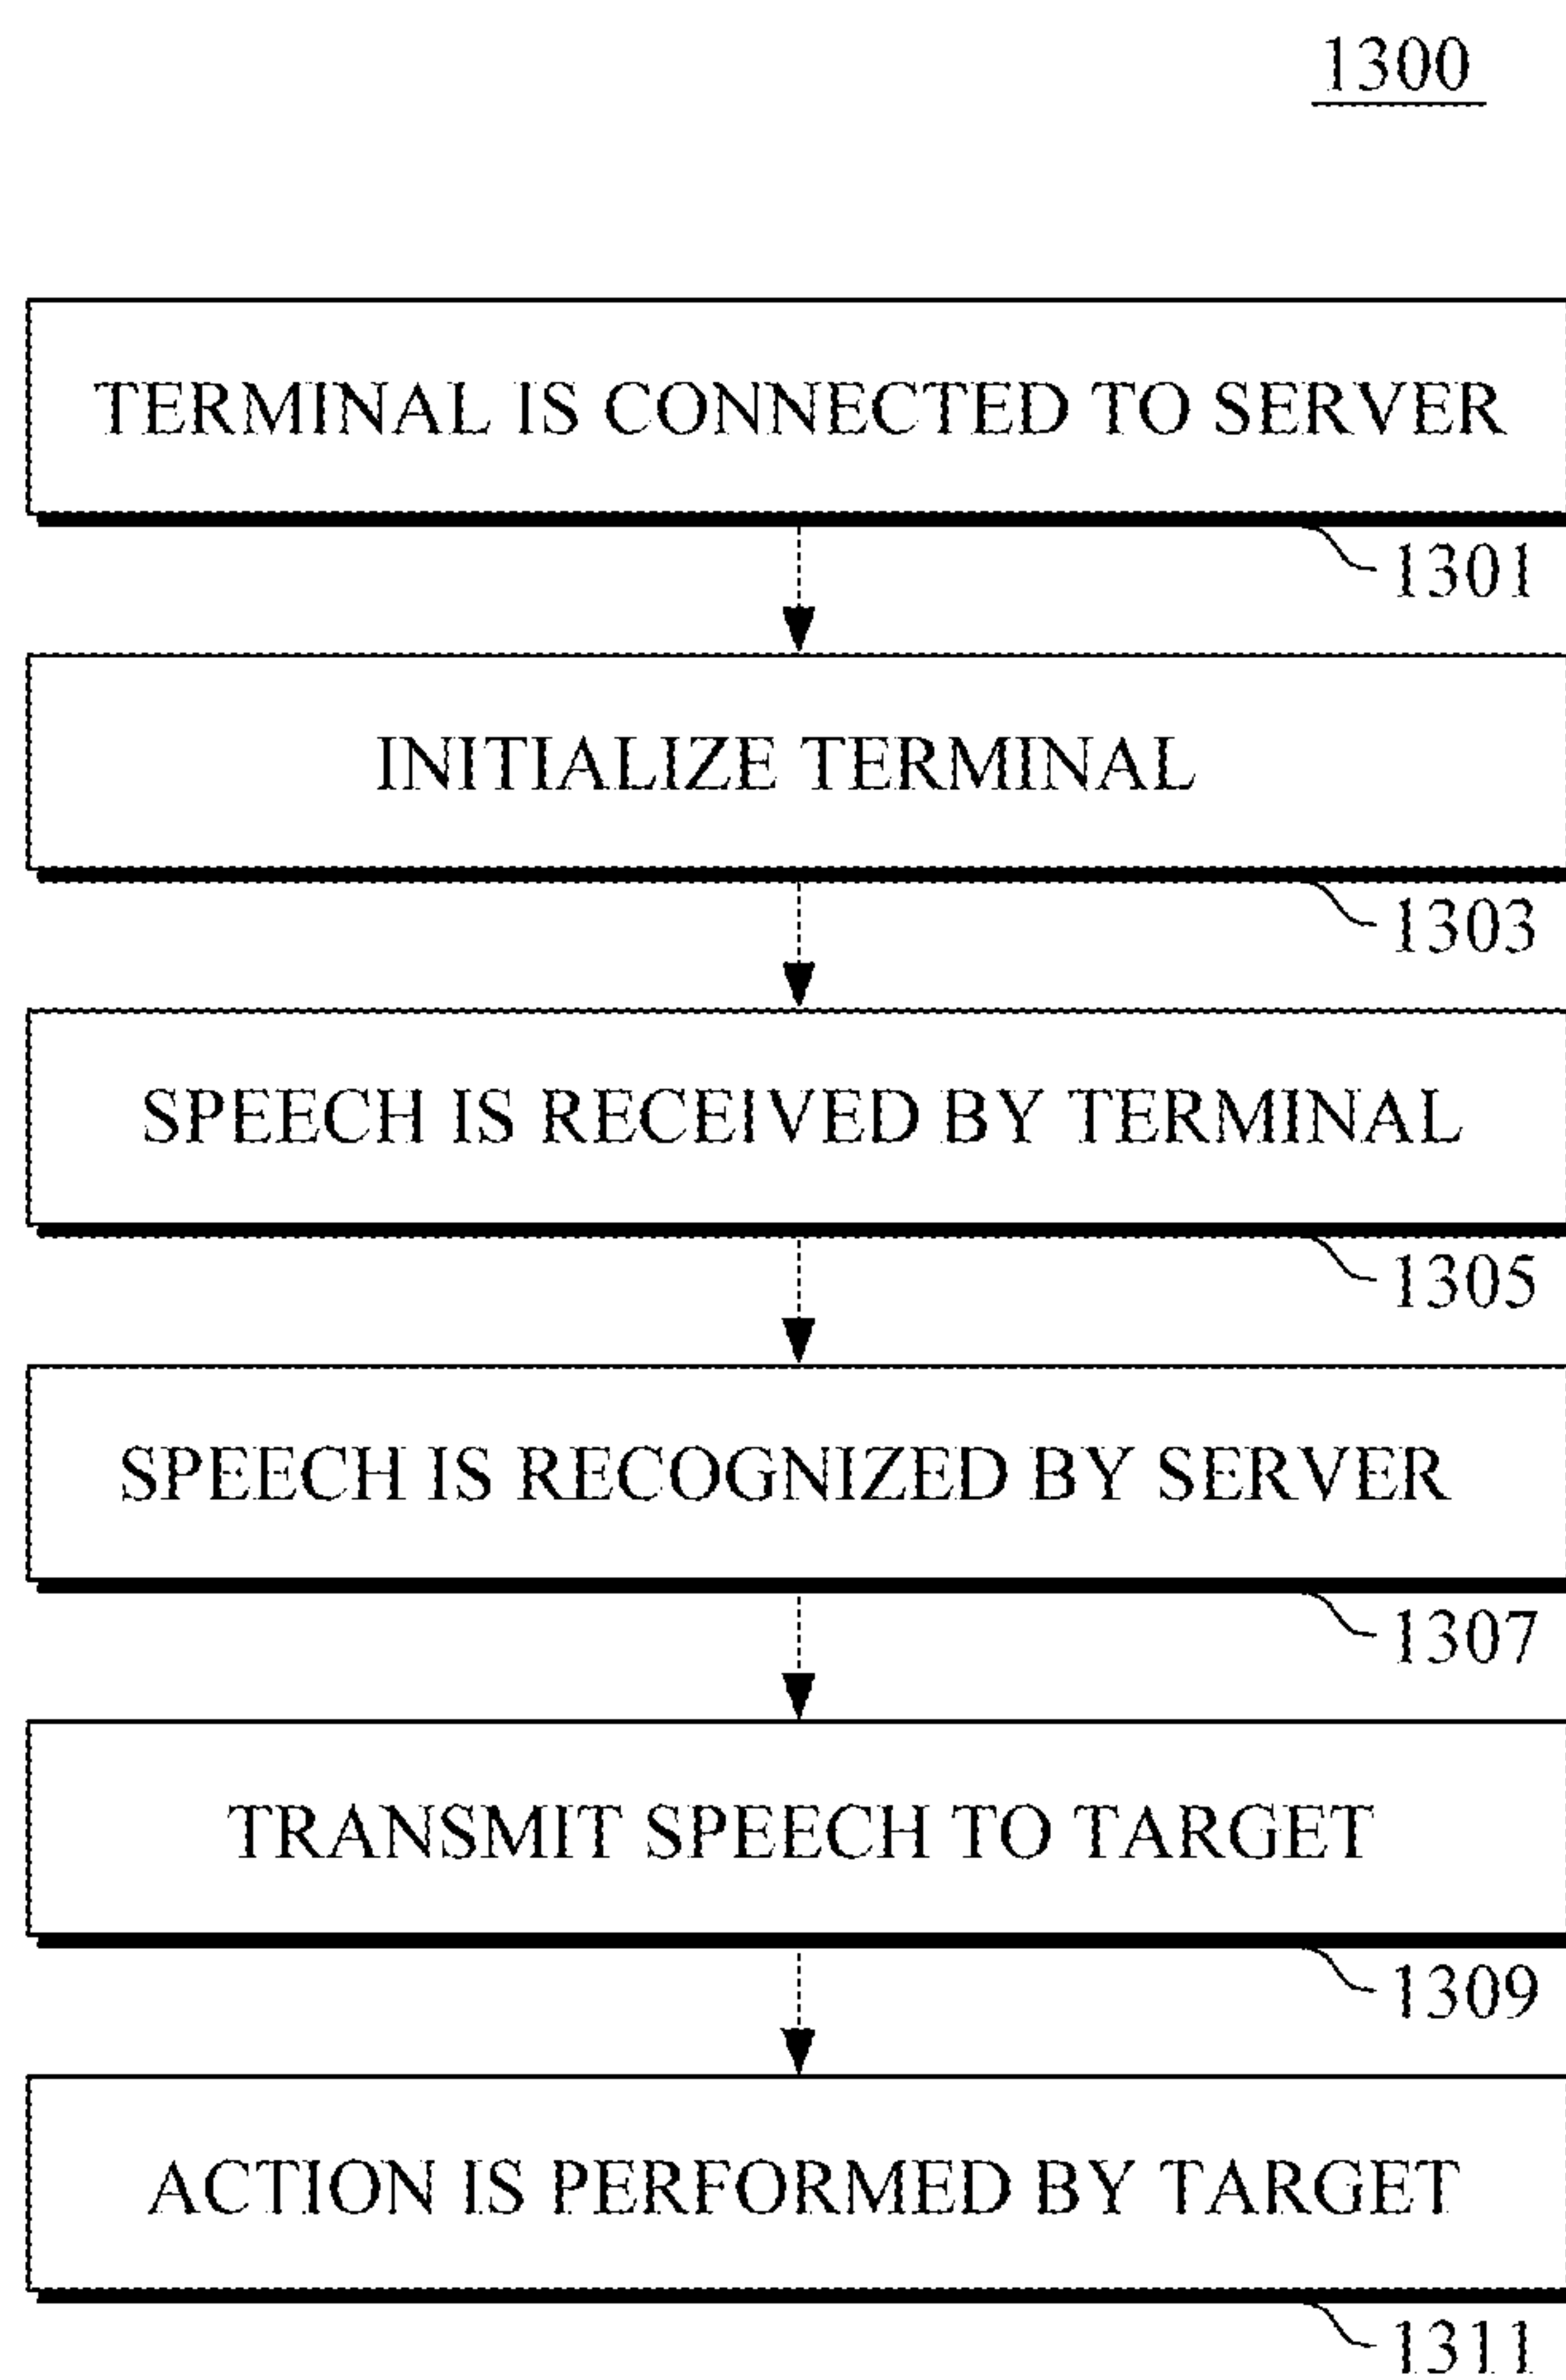 1300
TERMINAL IS CONNECTED TO SERVER
1301
INITIALIZE TERMINAL
1303
SPEECH IS RECEIVED BY TERMINAL
1305
SPEECH IS RECOGNIZED BY SERVER
1307
TRANSMIT SPEECH TO TARGET
1309
ACTION IS PERFORMED BY TARGET
1311